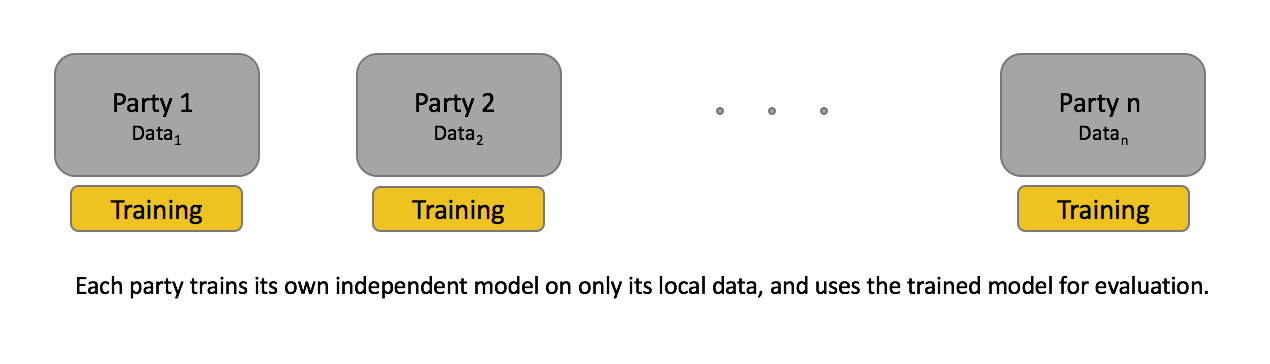 Party 1
Data₁
Party 2
Data₂
Party n
Dataₙ
Training
Training
Training
Each party trains its own independent model on only its local data, and uses the trained model for evaluation.